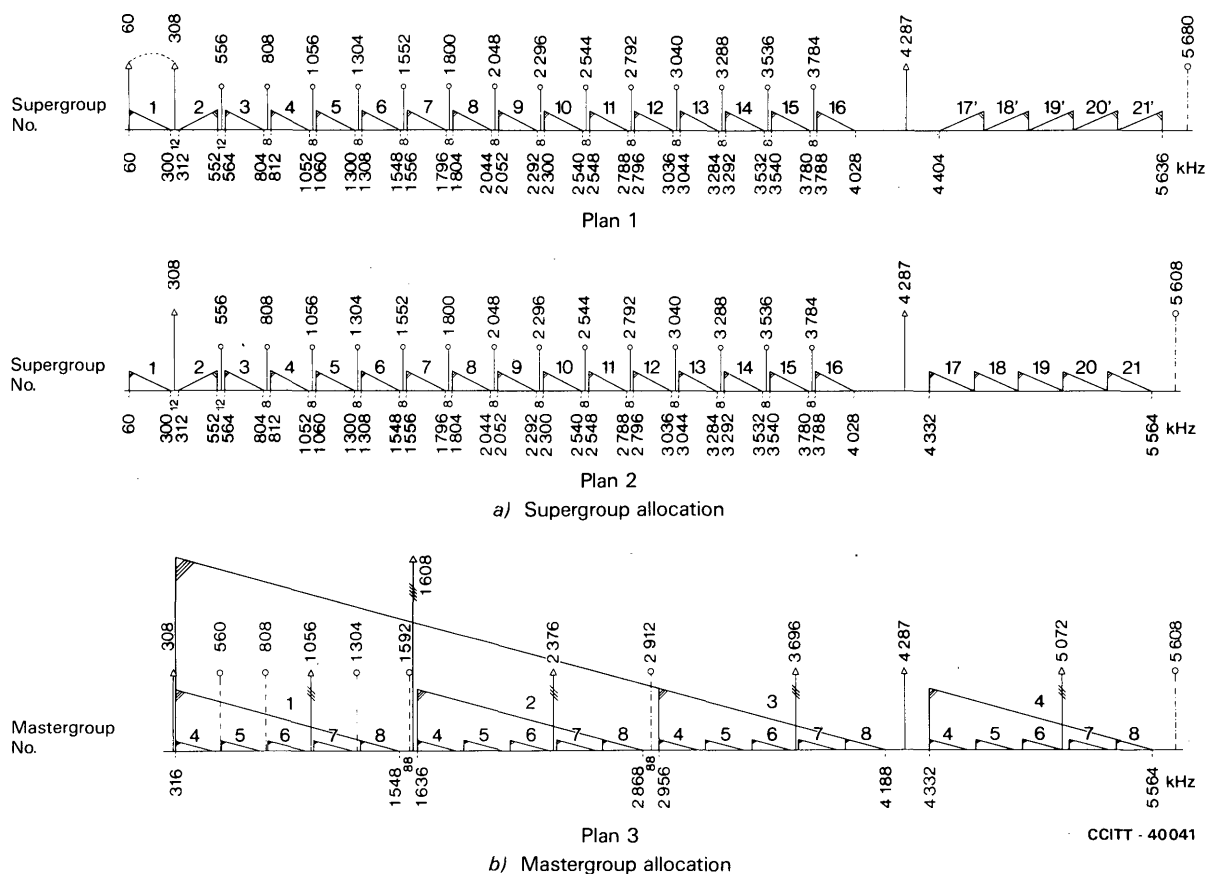 60 308 556 808 1 056 1 304 1 552 1 800 2 048 2 296 2 544 2 792 3 040 3 288 3 536 3 784 4 287 5 680
Supergroup No. 1 2 3 4 5 6 7 8 9 10 11 12 13 14 15 16 17' 18' 19' 20' 21'
12 12 8 8 8 8 8 8 8 8 8 8 8 8 8
60 300 312 552 564 804 812 1 052 1 060 1 300 1 308 1 548 1 556 1 796 1 804 2 044 2 052 2 292 2 300 2 540 2 548 2 788 2 796 3 036 3 044 3 284 3 292 3 532 3 540 3 780 3 788 4 028 4 404 5 636 kHz
Plan 1
308 556 808 1 056 1 304 1 552 1 800 2 048 2 296 2 544 2 792 3 040 3 288 3 536 3 784 4 287 5 608
Supergroup No. 1 2 3 4 5 6 7 8 9 10 11 12 13 14 15 16 17 18 19 20 21
12 12 8 8 8 8 8 8 8 8 8 8 8 8 8
60 300 312 552 564 804 812 1 052 1 060 1 300 1 308 1 548 1 556 1 796 1 804 2 044 2 052 2 292 2 300 2 540 2 548 2 788 2 796 3 036 3 044 3 284 3 292 3 532 3 540 3 780 3 788 4 028 4 332 5 564 kHz
Plan 2
a) Supergroup allocation
308 560 808 1 056 1 304 1 592 1 608 2 376 2 912 3 696 4 287 5 072 5 608
1 2 3 4
Mastergroup No. 4 5 6 7 8 4 5 6 7 8 4 5 6 7 8 4 5 6 7 8
316 1 548 88 1 636 2 868 88 2 956 4 188 4 332 5 564 kHz
Plan 3
CCITT - 40041
b) Mastergroup allocation